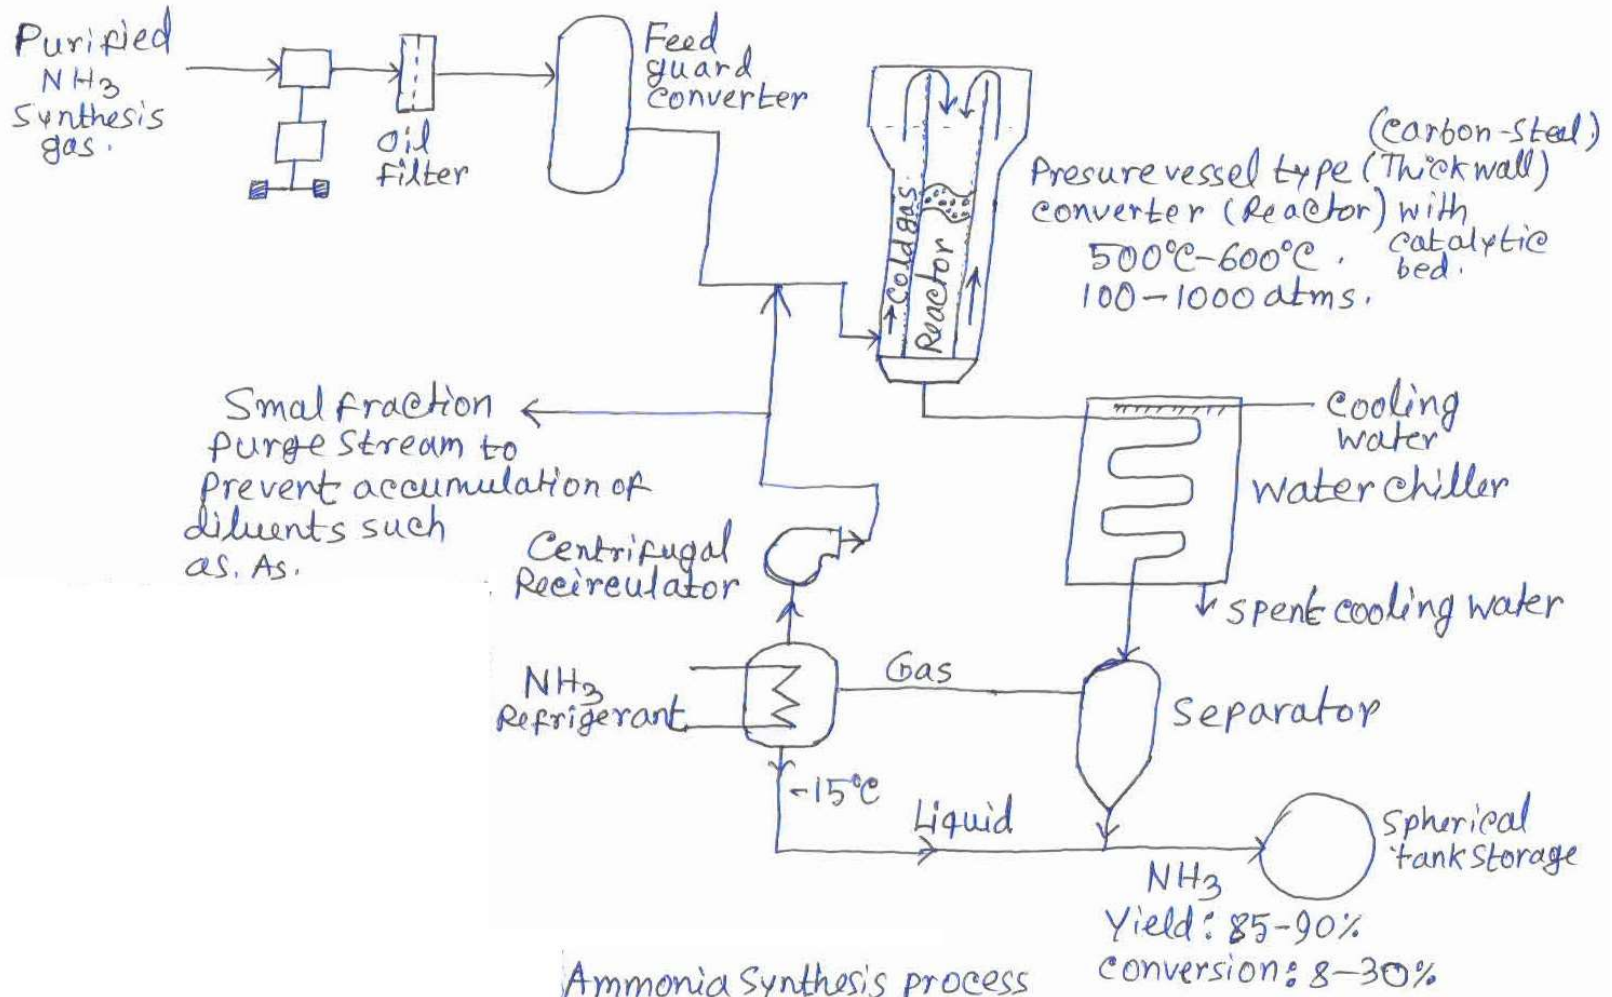 Purified
NH3
Synthesis
gas.
Oil
filter
Feed
guard
converter
(carbon-steal)
Presure vessel type (Thick wall)
converter (Reactor) with
catalytic
bed.
500°C-600°C.
100-1000 atms.
Cold gas
Reactor
Smal fraction
purge stream to
prevent accumulation of
diluents such
as. As.
Cooling
water
Water chiller
spent cooling water
Centrifugal
Recirculator
NH3
Refrigerant
Gas
Separator
-15°C
Liquid
Spherical
tank storage
NH3
Yield: 85-90%
conversion: 8-30%
Ammonia Synthesis process